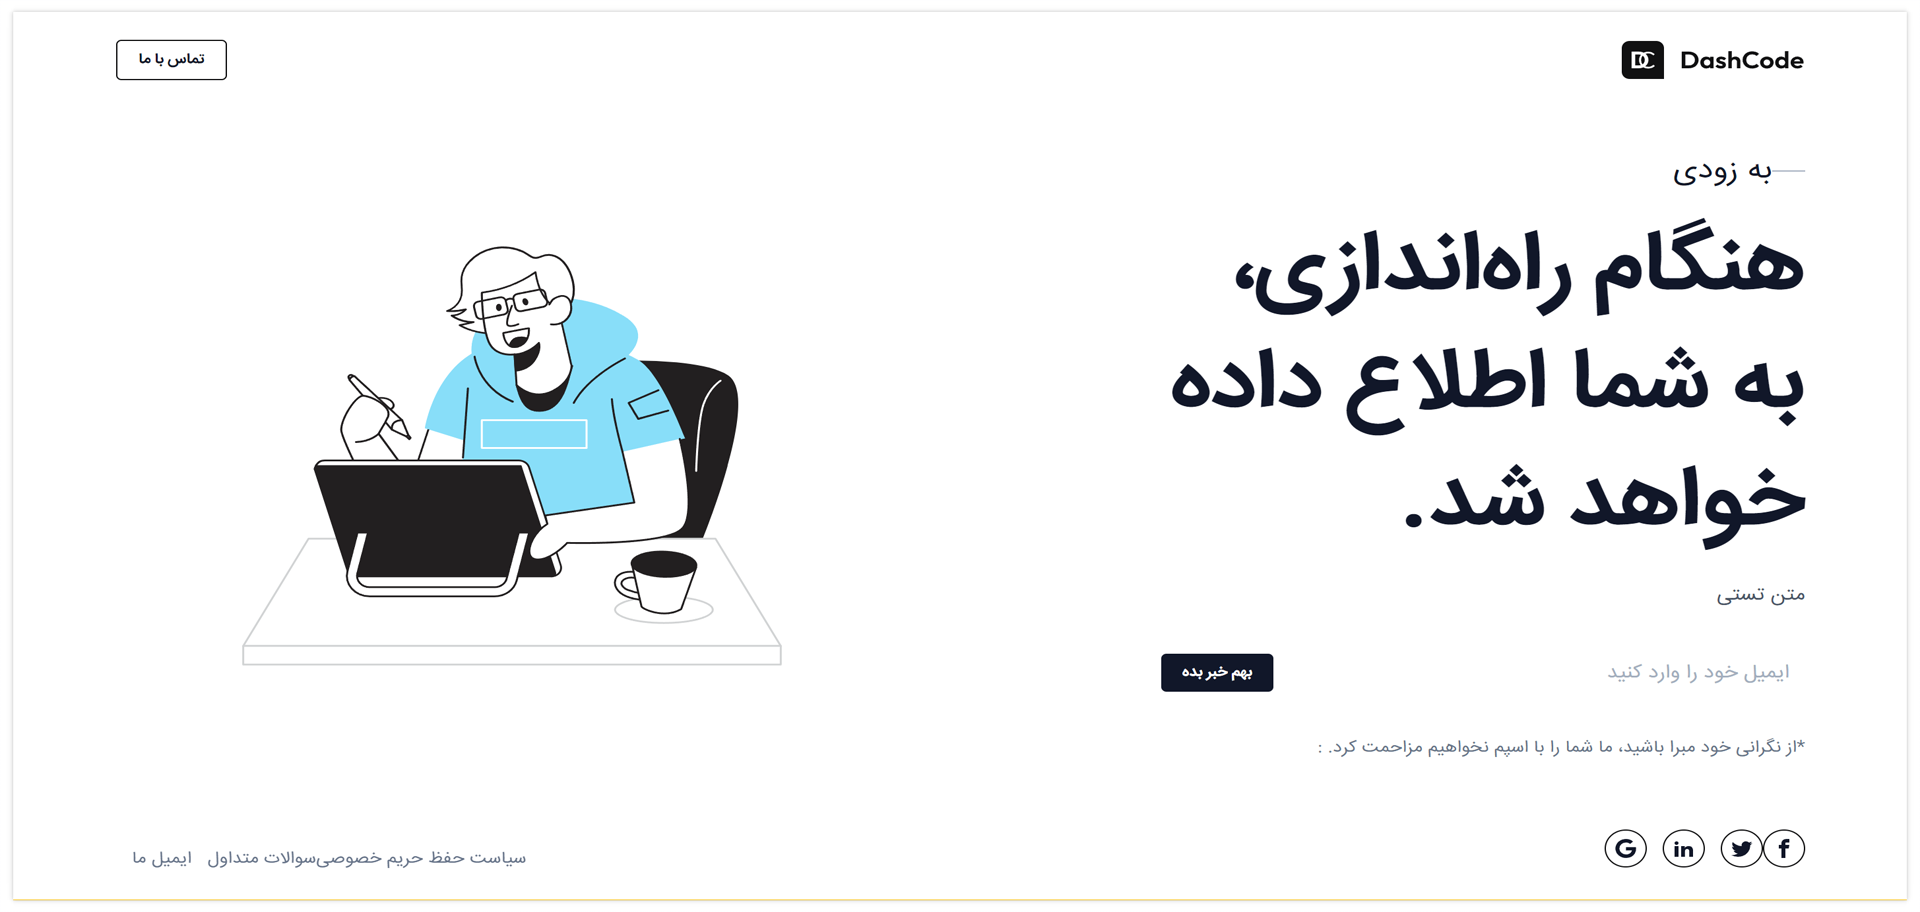 DashCode
تماس با ما
به زودی
هنگام راه‌اندازی،
به شما اطلاع داده
خواهد شد.
متن تستی
ایمیل خود را وارد کنید
بهم خبر بده
*از نگرانی خود مبرا باشید، ما شما را با اسپم نخواهیم مزاحمت کرد. :
سیاست حفظ حریم خصوصی‌سوالات متداول ایمیل ما